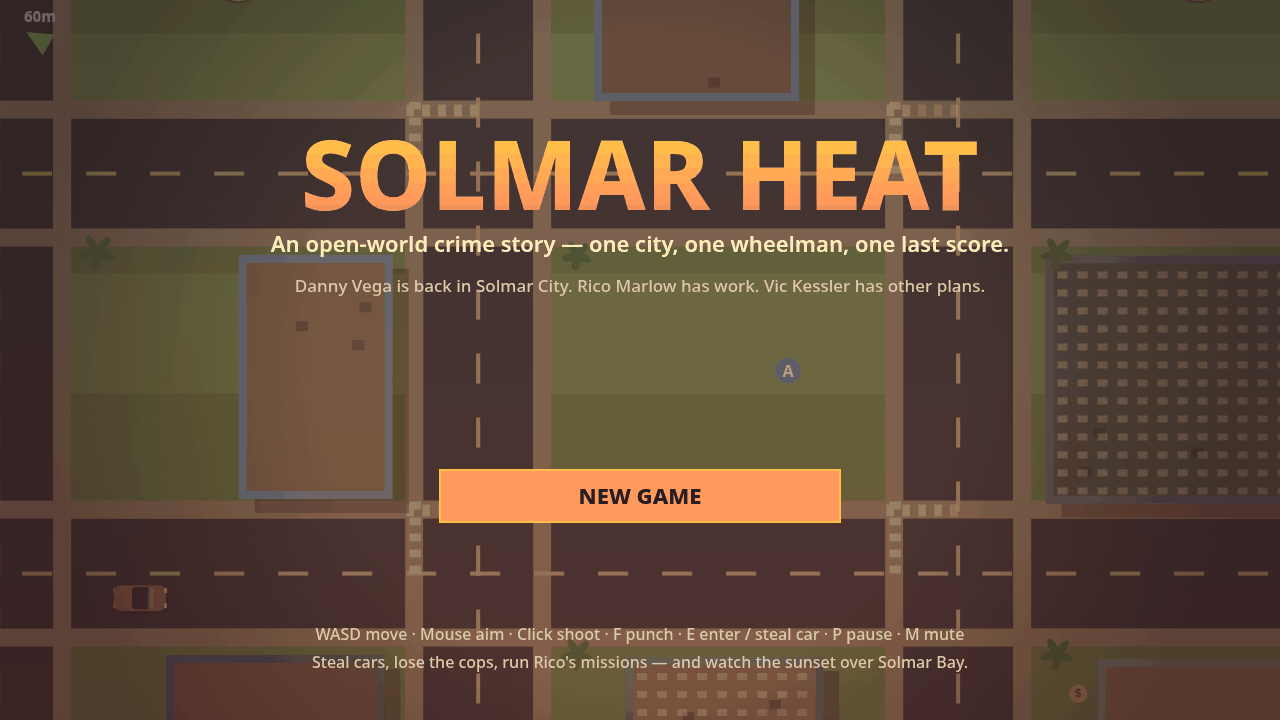 60m
SOLMAR HEAT
An open-world crime story — one city, one wheelman, one last score.
Danny Vega is back in Solmar City. Rico Marlow has work. Vic Kessler has other plans.
A
NEW GAME
WASD move · Mouse aim · Click shoot · F punch · E enter / steal car · P pause · M mute
Steal cars, lose the cops, run Rico's missions — and watch the sunset over Solmar Bay.
$